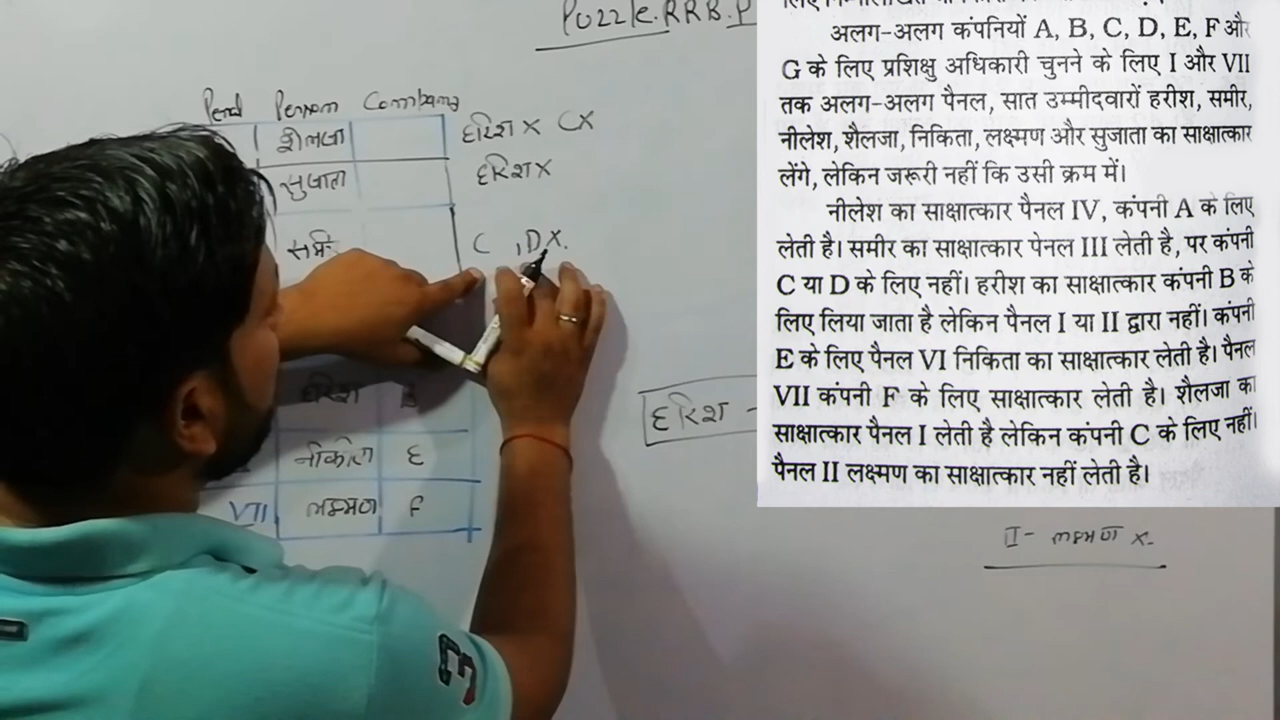 Puzzle. RRB. P
अलग-अलग कंपनियों A, B, C, D, E, F और
G के लिए प्रशिक्षु अधिकारी चुनने के लिए I और VII
तक अलग-अलग पैनल, सात उम्मीदवारों हरीश, समीर,
नीलेश, शैलजा, निकिता, लक्ष्मण और सुजाता का साक्षात्कार
लेंगे, लेकिन जरूरी नहीं कि उसी क्रम में।
नीलेश का साक्षात्कार पैनल IV, कंपनी A के लिए
लेती है। समीर का साक्षात्कार पेनल III लेती है, पर कंपनी
C या D के लिए नहीं। हरीश का साक्षात्कार कंपनी B के
लिए लिया जाता है लेकिन पैनल I या II द्वारा नहीं। कंपनी
E के लिए पैनल VI निकिता का साक्षात्कार लेती है। पैनल
VII कंपनी F के लिए साक्षात्कार लेती है। शैलजा का
साक्षात्कार पैनल I लेती है लेकिन कंपनी C के लिए नहीं।
पैनल II लक्ष्मण का साक्षात्कार नहीं लेती है।
Person
शैलजा हरिश X CX
सुजाता हरिश X
C , D X.
हरिश B
निकिता E
VII लक्ष्मण F
हरिश -
II - लक्ष्मण X.